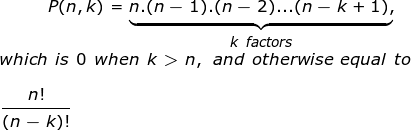 P(n, k) = n.(n − 1).(n − 2)...(n − k + 1),
k factors
which is 0 when k > n, and otherwise equal to
n!
(n − k)!